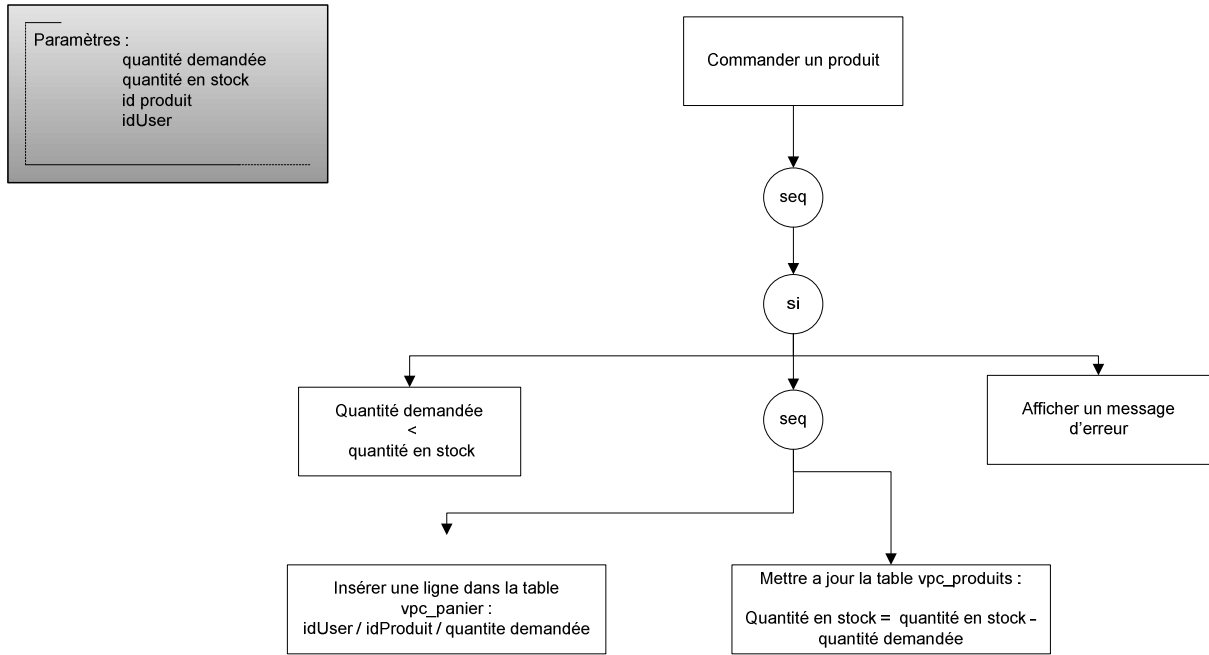 Paramètres :
quantité demandée
quantité en stock
id produit
idUser
Commander un produit
seq
si
Quantité demandée
<
quantité en stock
seq
Afficher un message
d'erreur
Insérer une ligne dans la table
vpc_panier :
idUser / idProduit / quantite demandée
Mettre a jour la table vpc_produits :
Quantité en stock = quantité en stock –
quantité demandée